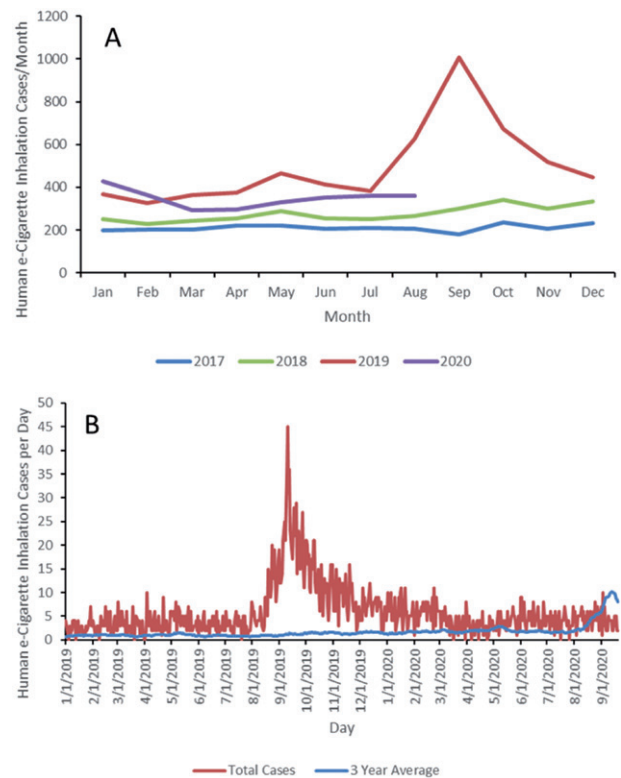 A
Human e-Cigarette Inhalation Cases/Month
1200
1000
800
600
400
200
0
Jan Feb Mar Apr May Jun Jul Aug Sep Oct Nov Dec
Month
2017 2018 2019 2020
B
Human e-Cigarette Inhalation Cases per Day
50
45
40
35
30
25
20
15
10
5
0
1/1/2019 2/1/2019 3/1/2019 4/1/2019 5/1/2019 6/1/2019 7/1/2019 8/1/2019 9/1/2019 10/1/2019 11/1/2019 12/1/2019 1/1/2020 2/1/2020 3/1/2020 4/1/2020 5/1/2020 6/1/2020 7/1/2020 8/1/2020 9/1/2020
Day
Total Cases 3 Year Average